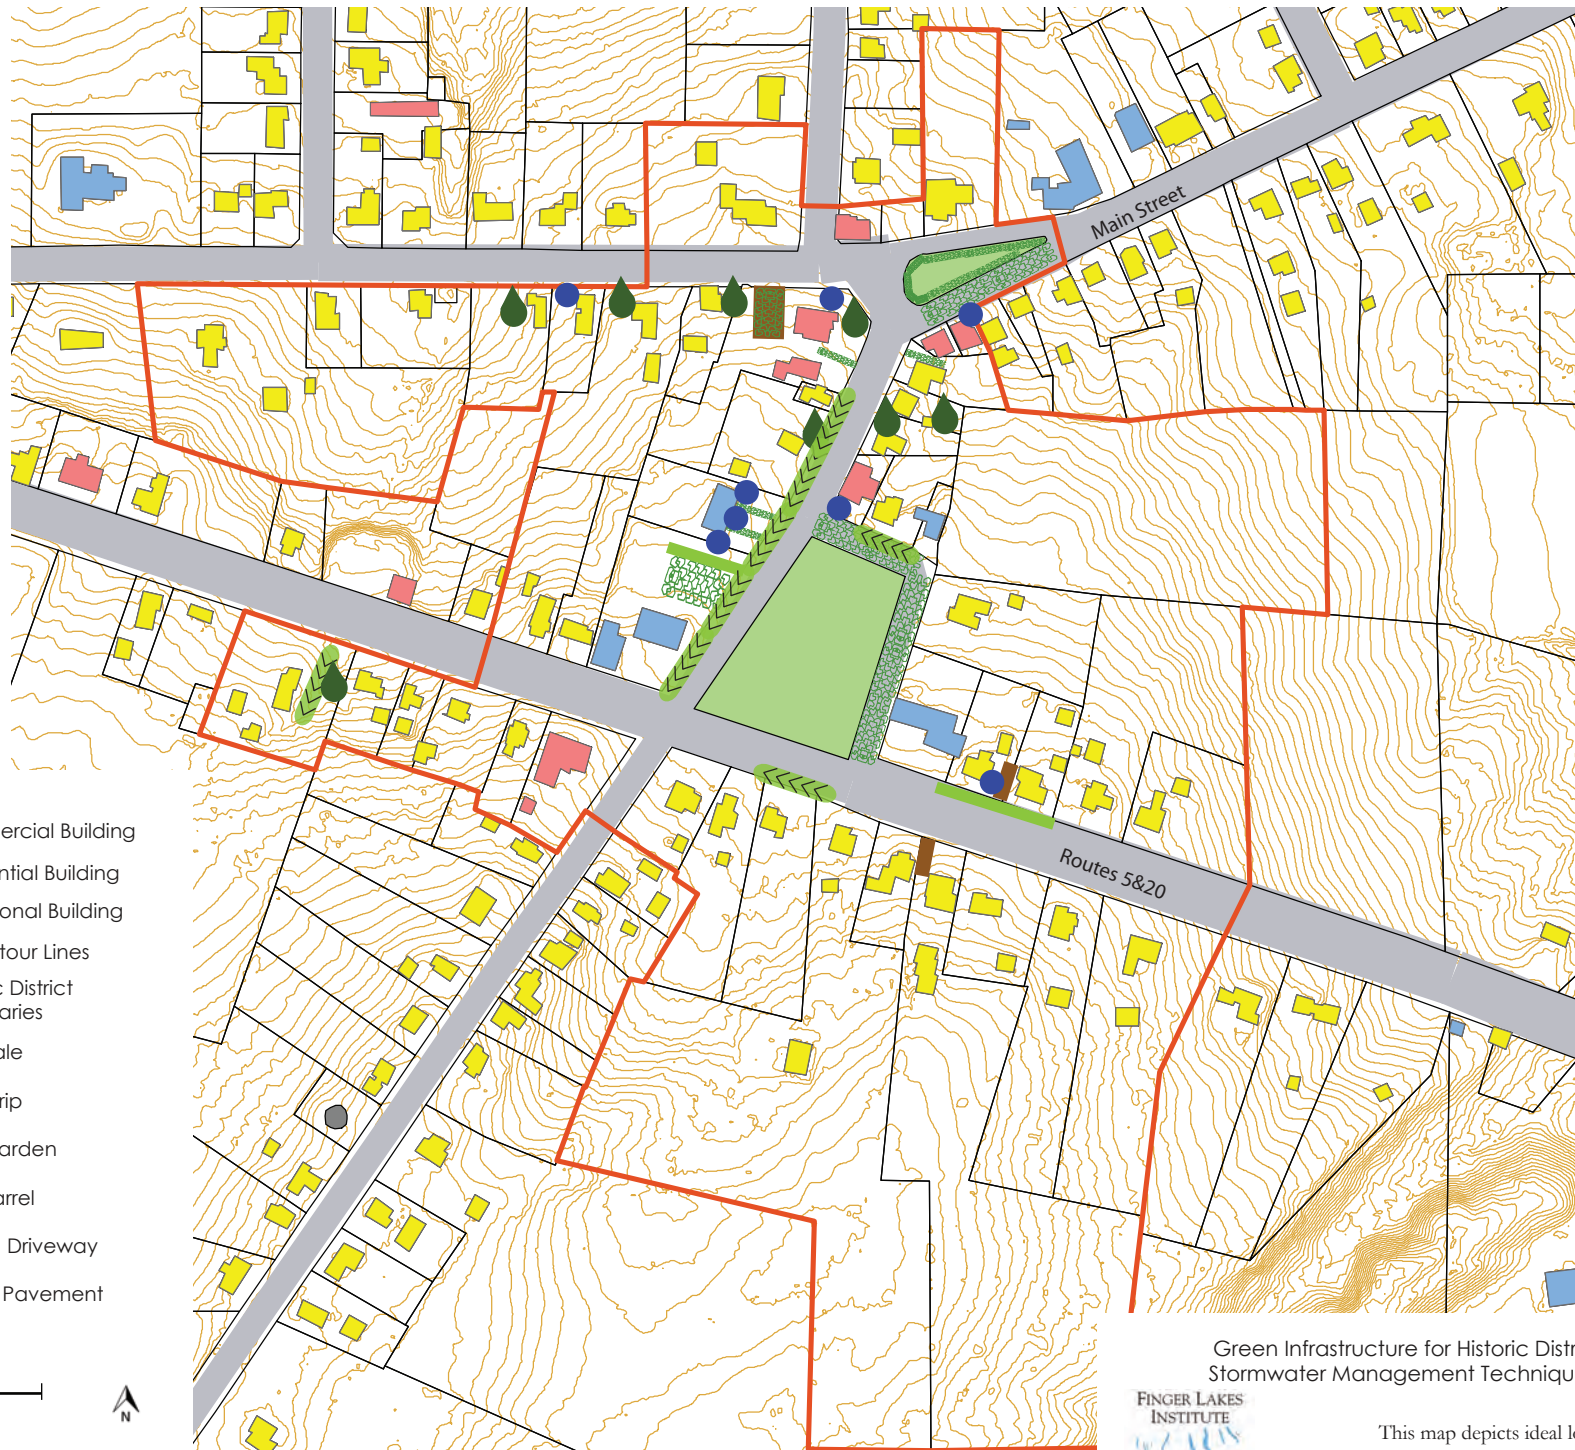 Main Street
Routes 5&20
ercial Building
ntial Building
onal Building
tour Lines
c District
aries
ale
rip
arden
arrel
Driveway
Pavement
N
Green Infrastructure for Historic Distr
Stormwater Management Techniqu
FINGER LAKES
INSTITUTE
This map depicts ideal l